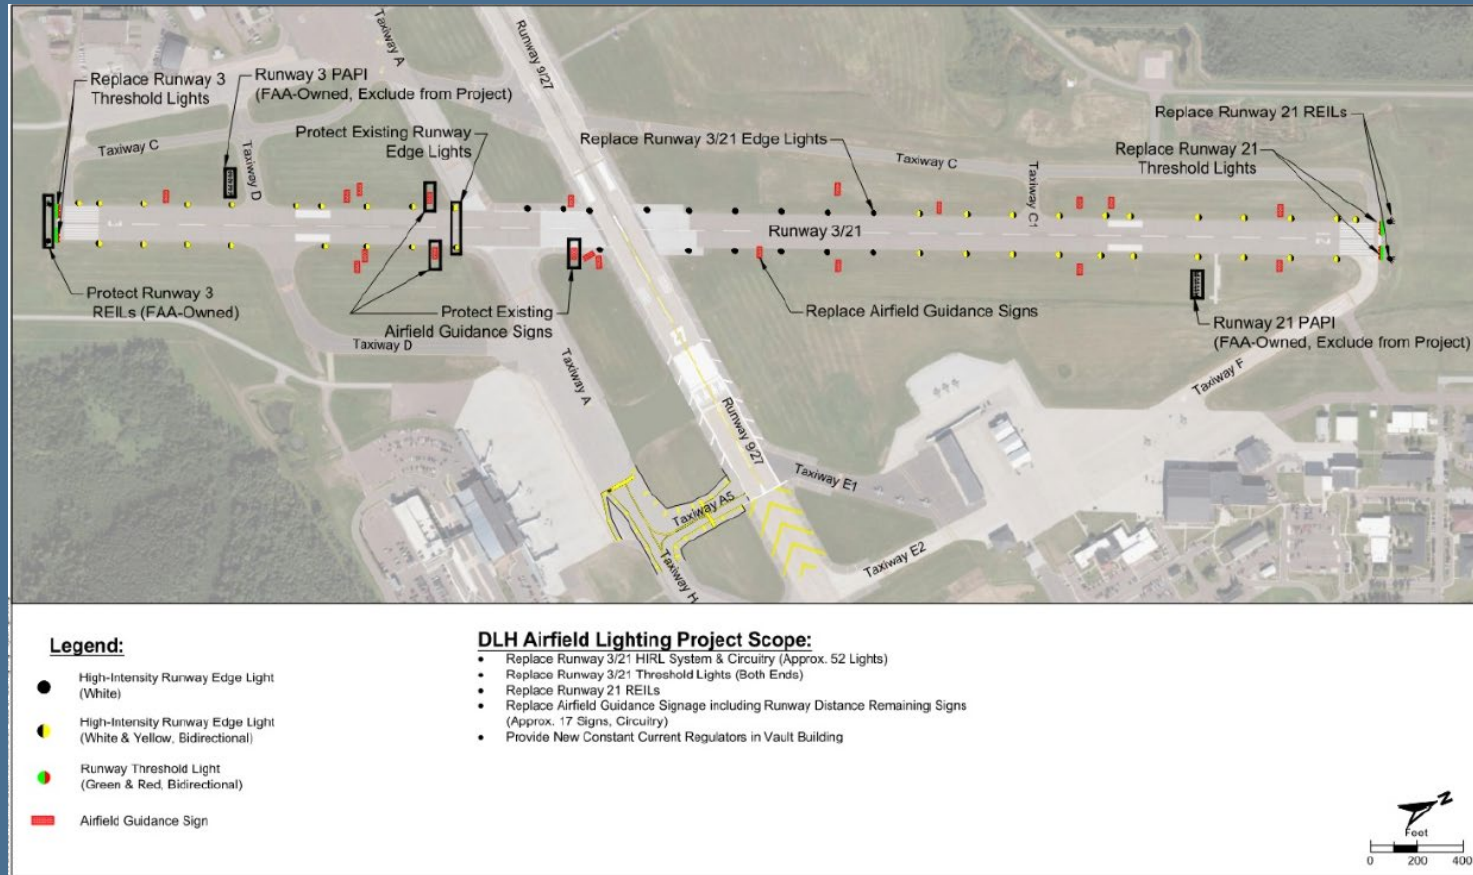 Taxiway A
Runway 9/27
Replace Runway 3
Threshold Lights
Runway 3 PAPI
(FAA-Owned, Exclude from Project)
Protect Existing Runway
Edge Lights
Replace Runway 3/21 Edge Lights
Replace Runway 21 REILs
Replace Runway 21
Threshold Lights
Taxiway C
Taxiway D
Taxiway C
Taxiway C1
3
Runway 3/21
21
Protect Runway 3
REILs (FAA-Owned)
Protect Existing
Airfield Guidance Signs
Replace Airfield Guidance Signs
Runway 21 PAPI
(FAA-Owned, Exclude from Project)
Taxiway D
Taxiway A
Taxiway F
27
Runway 9/27
Taxiway E1
Taxiway A5
Taxiway E2
Taxiway H
Legend:
High-Intensity Runway Edge Light
(White)
High-Intensity Runway Edge Light
(White & Yellow, Bidirectional)
Runway Threshold Light
(Green & Red, Bidirectional)
Airfield Guidance Sign
DLH Airfield Lighting Project Scope:
• Replace Runway 3/21 HIRL System & Circuitry (Approx. 52 Lights)
• Replace Runway 3/21 Threshold Lights (Both Ends)
• Replace Runway 21 REILs
• Replace Airfield Guidance Signage including Runway Distance Remaining Signs
(Approx. 17 Signs, Circuitry)
• Provide New Constant Current Regulators in Vault Building
Z
Feet
0 200 400